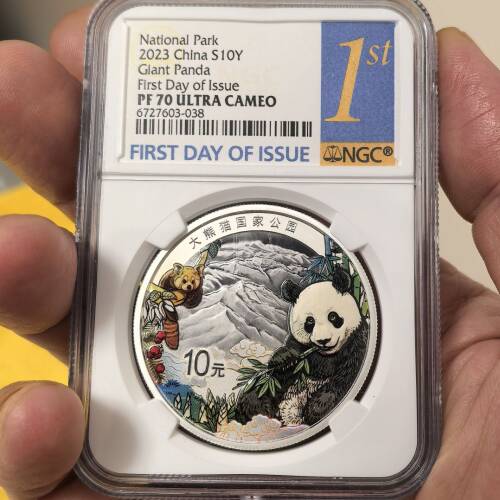 National Park
2023 China S10Y
Giant Panda
First Day of Issue
PF 70 ULTRA CAMEO
6727603-038
FIRST DAY OF ISSUE
1st
NGC®
大熊猫国家公园
10元